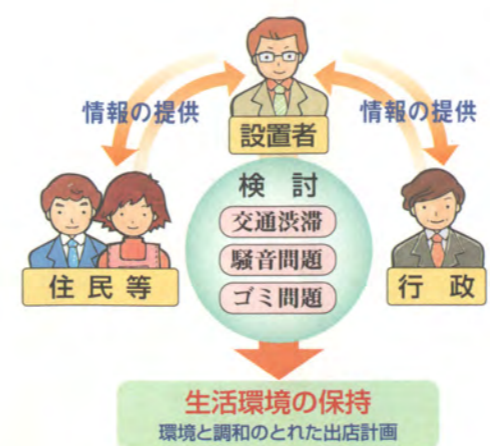 情報の提供
情報の提供
設置者
検討
交通渋滞
騒音問題
ゴミ問題
住民等
行政
生活環境の保持
環境と調和のとれた出店計画